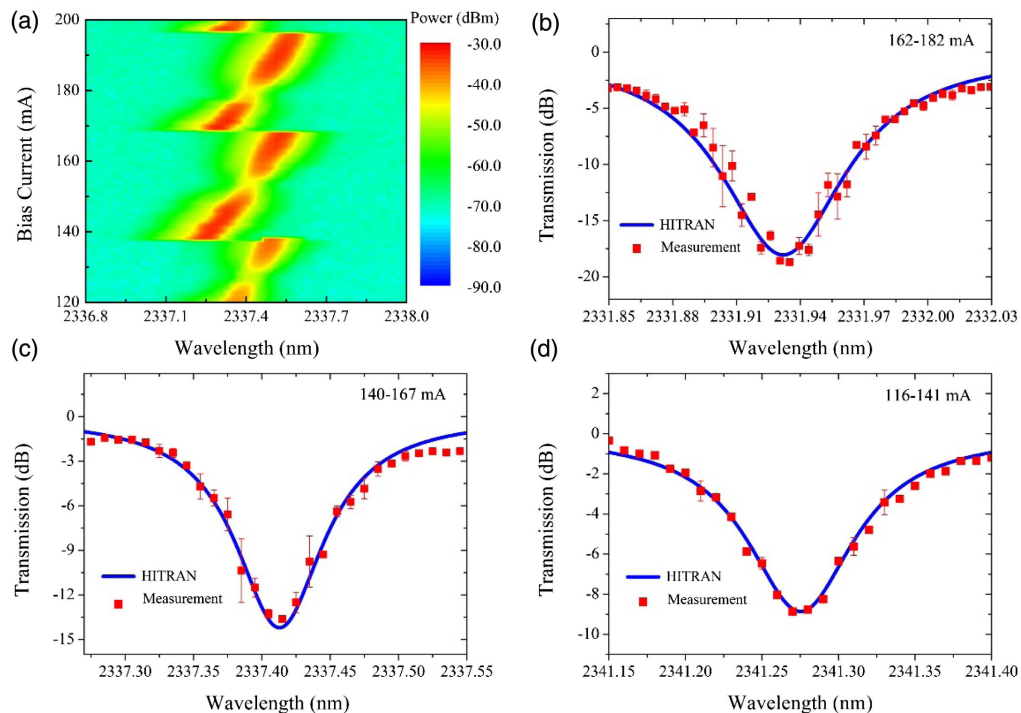 (a)
Power (dBm)
200
180
160
140
120
Bias Current (mA)
2336.8
2337.1
2337.4
2337.7
2338.0
Wavelength (nm)
-30.0
-40.0
-50.0
-60.0
-70.0
-80.0
-90.0
(b)
162-182 mA
0
-5
-10
-15
-20
Transmission (dB)
HITRAN
Measurement
2331.85
2331.88
2331.91
2331.94
2331.97
2332.00
2332.03
Wavelength (nm)
(c)
140-167 mA
0
-3
-6
-9
-12
-15
Transmission (dB)
HITRAN
Measurement
2337.30
2337.35
2337.40
2337.45
2337.50
2337.55
Wavelength (nm)
(d)
116-141 mA
2
0
-2
-4
-6
-8
-10
Transmission (dB)
HITRAN
Measurement
2341.15
2341.20
2341.25
2341.30
2341.35
2341.40
Wavelength (nm)